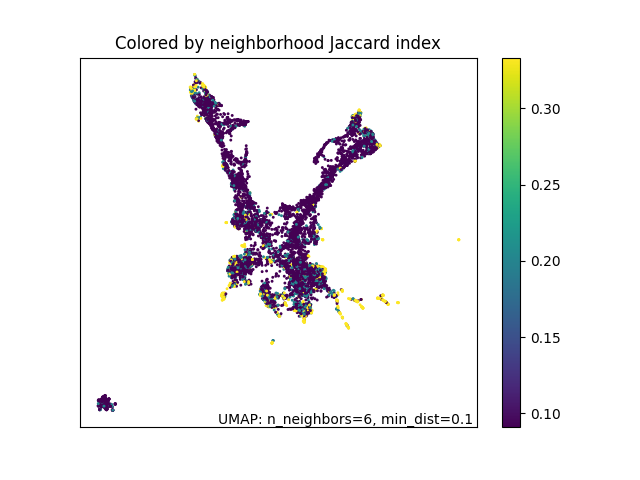 Colored by neighborhood Jaccard index
0.30
0.25
0.20
0.15
0.10
UMAP: n_neighbors=6, min_dist=0.1